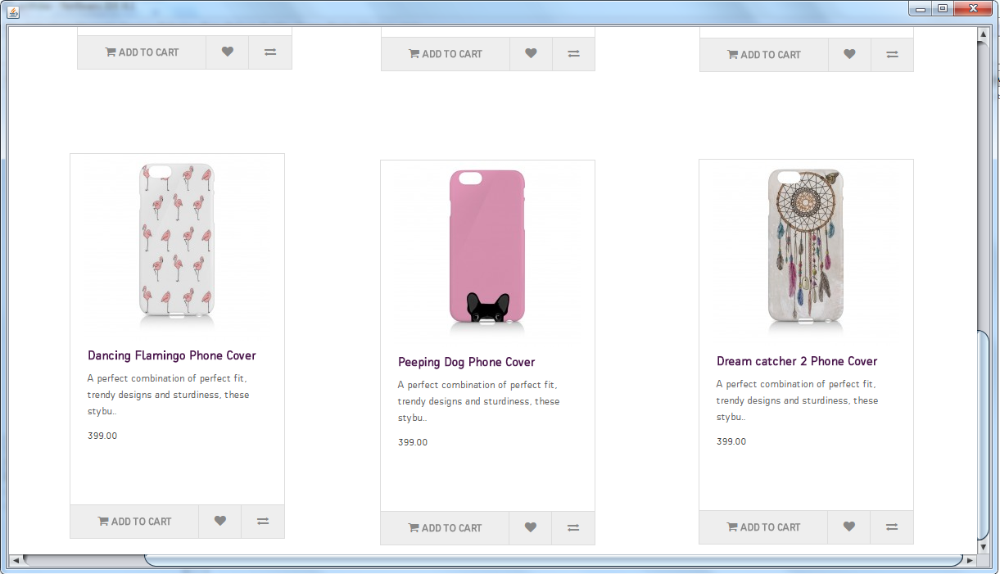 ADD TO CART
ADD TO CART
ADD TO CART
Dancing Flamingo Phone Cover
A perfect combination of perfect fit,
trendy designs and sturdiness, these
stybu..
399.00
ADD TO CART
Peeping Dog Phone Cover
A perfect combination of perfect fit,
trendy designs and sturdiness, these
stybu..
399.00
ADD TO CART
Dream catcher 2 Phone Cover
A perfect combination of perfect fit,
trendy designs and sturdiness, these
stybu..
399.00
ADD TO CART